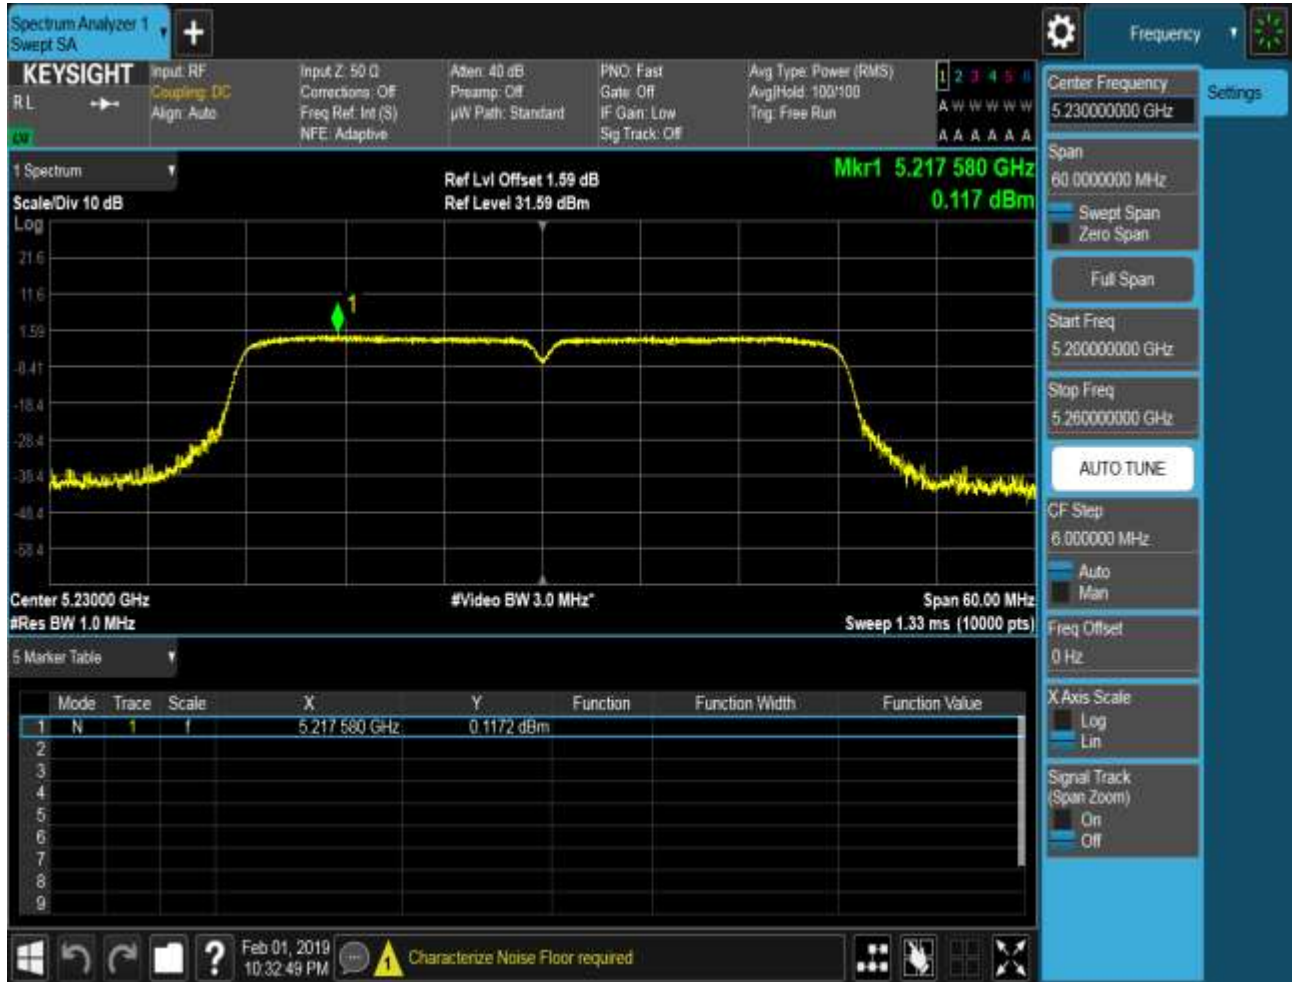 Spectrum Analyzer 1
Swept SA
+
Frequency
KEYSIGHT
R L
Input: RF
Coupling: DC
Align: Auto
Input Z: 50 Ω
Corrections: Off
Freq Ref: Int (S)
NFE: Adaptive
Atten: 40 dB
Preamp: Off
µW Path: Standard
PNO: Fast
Gate: Off
IF Gain: Low
Sig Track: Off
Avg Type: Power (RMS)
Avg|Hold: 100/100
Trig: Free Run
1 2 3 4 5 6
A W W W W W
A A A A A A
1 Spectrum
Scale/Div 10 dB
Log
Ref Lvl Offset 1.59 dB
Ref Level 31.59 dBm
Mkr1 5.217 580 GHz
0.117 dBm
21.6
11.6
1.59
-8.41
-18.4
-28.4
-38.4
-48.4
-58.4
1
Center 5.23000 GHz
#Res BW 1.0 MHz
#Video BW 3.0 MHz*
Span 60.00 MHz
Sweep 1.33 ms (10000 pts)
5 Marker Table
Mode Trace Scale X Y Function Function Width Function Value
1 N 1 f 5.217 580 GHz 0.1172 dBm
2
3
4
5
6
7
8
9
Feb 01, 2019
10:32:49 PM
?
1
Characterize Noise Floor required
Center Frequency
5.230000000 GHz
Settings
Span
60.0000000 MHz
Swept Span
Zero Span
Full Span
Start Freq
5.200000000 GHz
Stop Freq
5.260000000 GHz
AUTO TUNE
CF Step
6.000000 MHz
Auto
Man
Freq Offset
0 Hz
X Axis Scale
Log
Lin
Signal Track
(Span Zoom)
On
Off